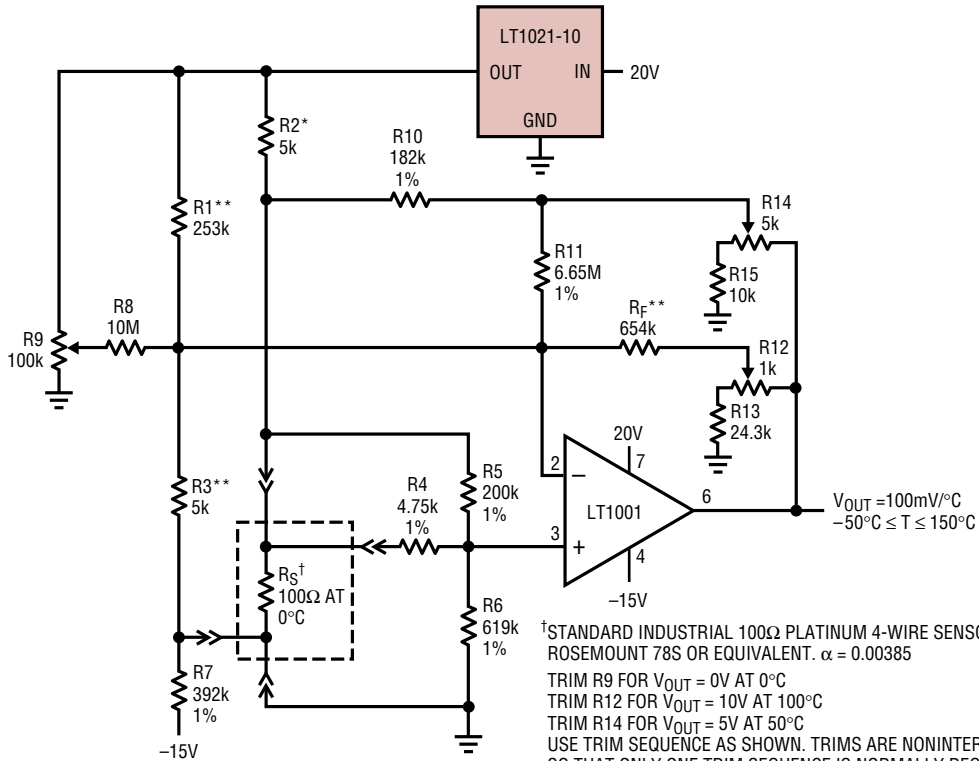 LT1021-10
OUT IN
20V
GND
R2*
5k
R10
182k
1%
R14
5k
R1**
253k
R11
6.65M
1%
R15
10k
R8
10M
RF**
654k
R9
100k
R12
1k
R13
24.3k
20V
7
R3**
5k
R4
4.75k
1%
R5
200k
1%
2
–
LT1001
6
3
+
4
–15V
VOUT =100mV/°C
–50°C ≤ T ≤ 150°C
RS†
100Ω AT
0°C
R6
619k
1%
R7
392k
1%
–15V
†STANDARD INDUSTRIAL 100Ω PLATINUM 4-WIRE
ROSEMOUNT 78S OR EQUIVALENT. α = 0.00385
TRIM R9 FOR VOUT = 0V AT 0°C
TRIM R12 FOR VOUT = 10V AT 100°C
TRIM R14 FOR VOUT = 5V AT 50°C
USE TRIM SEQUENCE AS SHOWN. TRIMS ARE